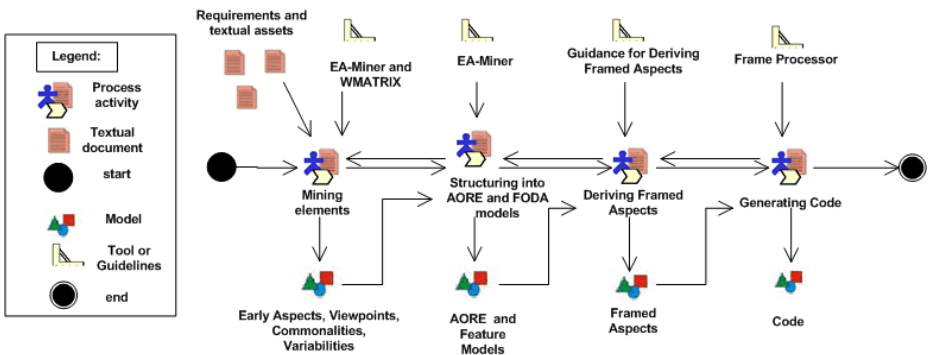 Legend:
Process
activity
Textual
document
start
Model
Tool or
Guidelines
end
Requirements and
textual assets
EA-Miner and
WMATRIX
EA-Miner
Guidance for Deriving
Framed Aspects
Frame Processor
Mining
elements
Structuring into
AORE and FODA
models
Deriving Framed
Aspects
Generating Code
Early Aspects, Viewpoints,
Commonalities,
Variabilities
AORE and
Feature
Models
Framed
Aspects
Code